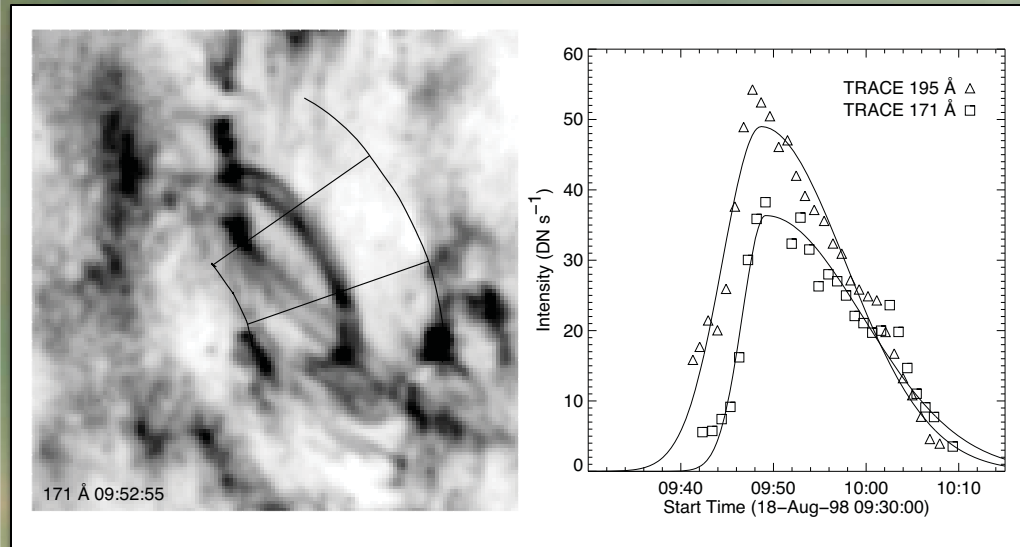 171 Å 09:52:55
60
50
40
30
20
10
0
Intensity (DN s⁻¹)
TRACE 195 Å △
TRACE 171 Å □
09:40 09:50 10:00 10:10
Start Time (18–Aug–98 09:30:00)